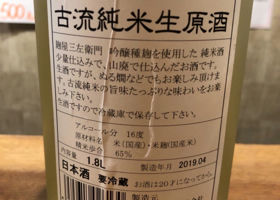 古流純米生原酒
麹屋三左衛門 吟醸種麹を使用した 純米酒
少量仕込みで、山廃で仕込んだお酒です。
生酒ですが、ぬる燗などでもお楽しみ頂けま
す。古流純米の旨味たっぷりな味わいをお楽
しみ下さい。
生酒ですので冷蔵庫で保存して下さい。
アルコール分 16度
原材料名 米(国産)・米麹(国産米)
精米歩合 65%
1.8L 製造年月 2019.04
日本酒 要冷蔵 お酒は20才になってから
製造元
500